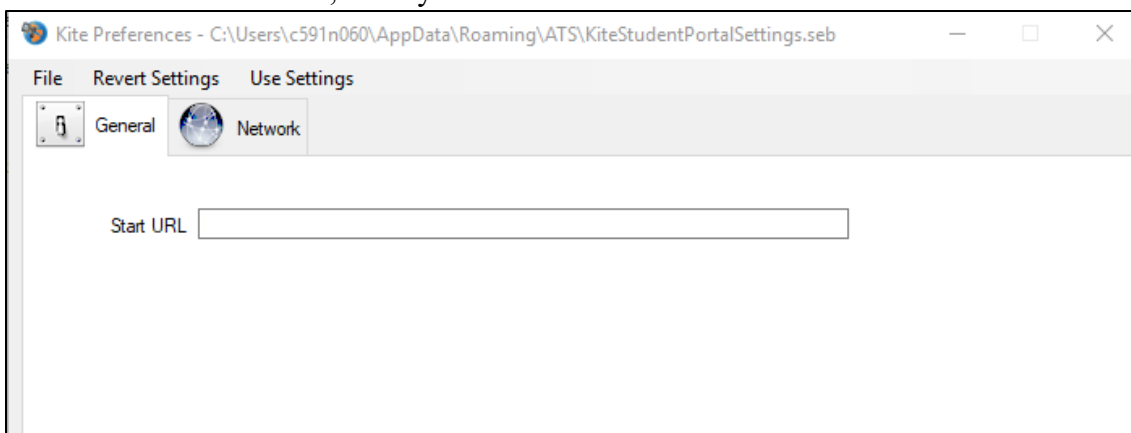 Kite Preferences - C:\Users\c591n060\AppData\Roaming\ATS\KiteStudentPortalSettings.seb
File Revert Settings Use Settings
General Network
Start URL